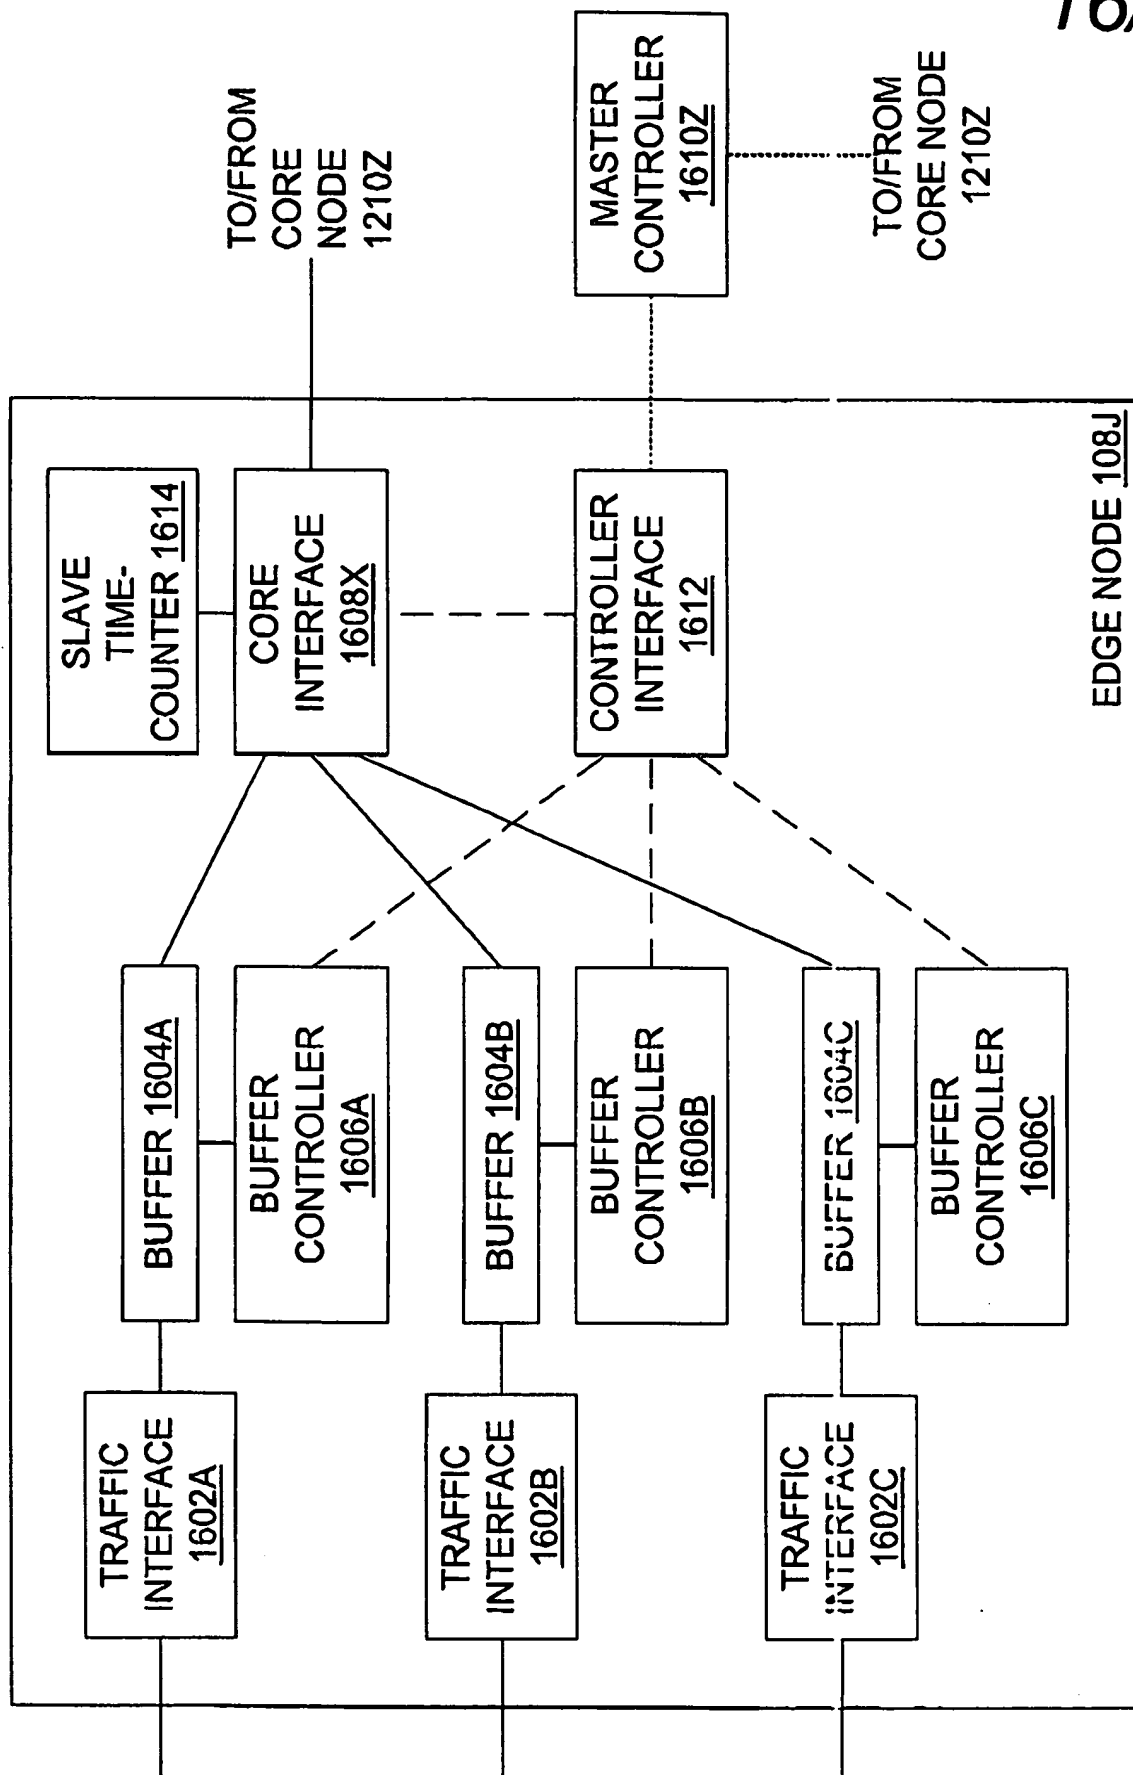 TRAFFIC
INTERFACE
1602A
BUFFER 1604A
BUFFER
CONTROLLER
1606A
SLAVE
TIME-
COUNTER 1614
CORE
INTERFACE
1608X
TO/FROM
CORE
NODE
1210Z
TRAFFIC
INTERFACE
1602B
BUFFER 1604B
BUFFER
CONTROLLER
1606B
CONTROLLER
INTERFACE
1612
MASTER
CONTROLLER
1610Z
TO/FROM
CORE NODE
1210Z
TRAFFIC
INTERFACE
1602C
BUFFER 1604C
BUFFER
CONTROLLER
1606C
EDGE NODE 108J